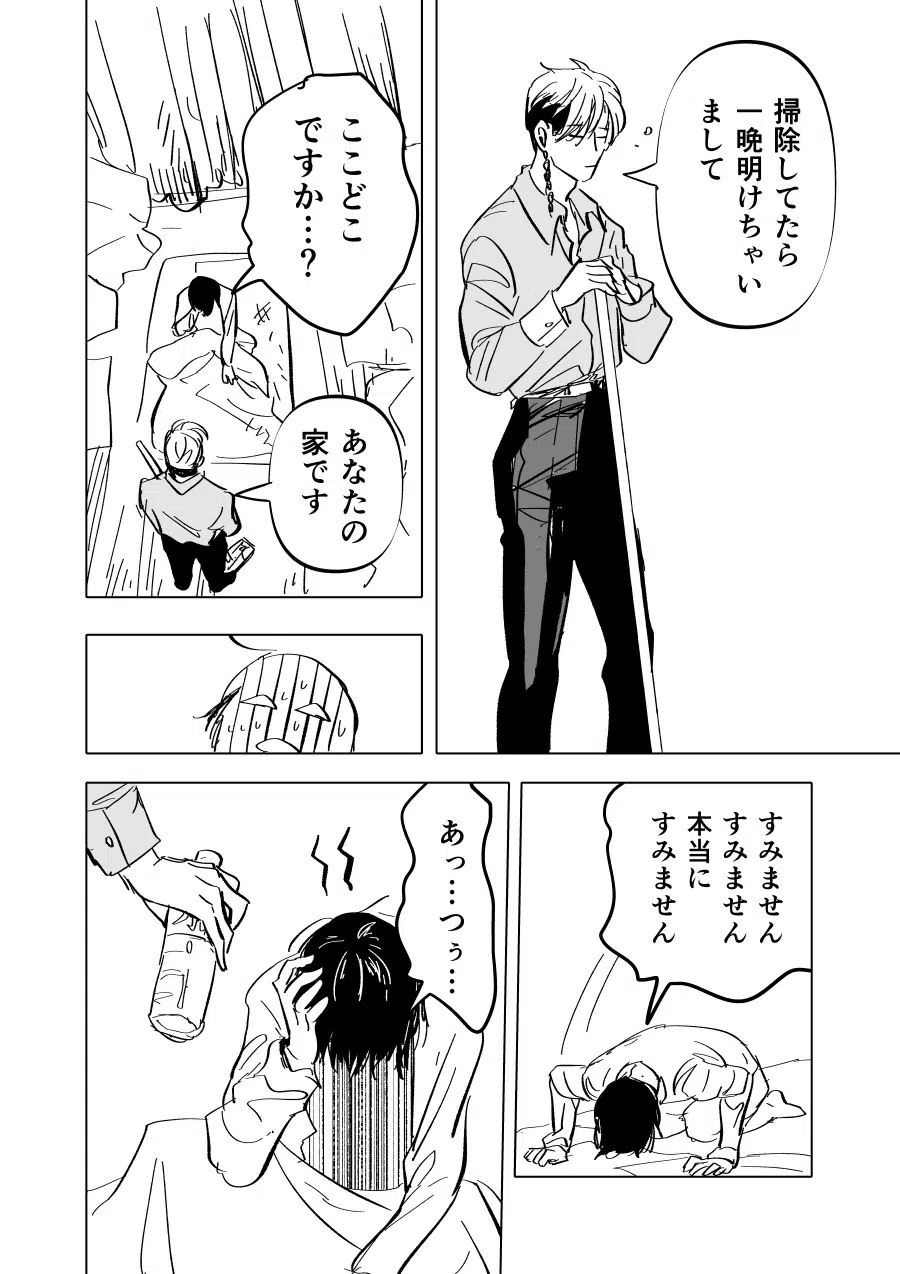 掃除してたら
一晩明けちゃい
まして
ここどこ
ですか…?
あなたの
家です
すみません
すみません
本当に
すみません
あっ…つぅ…